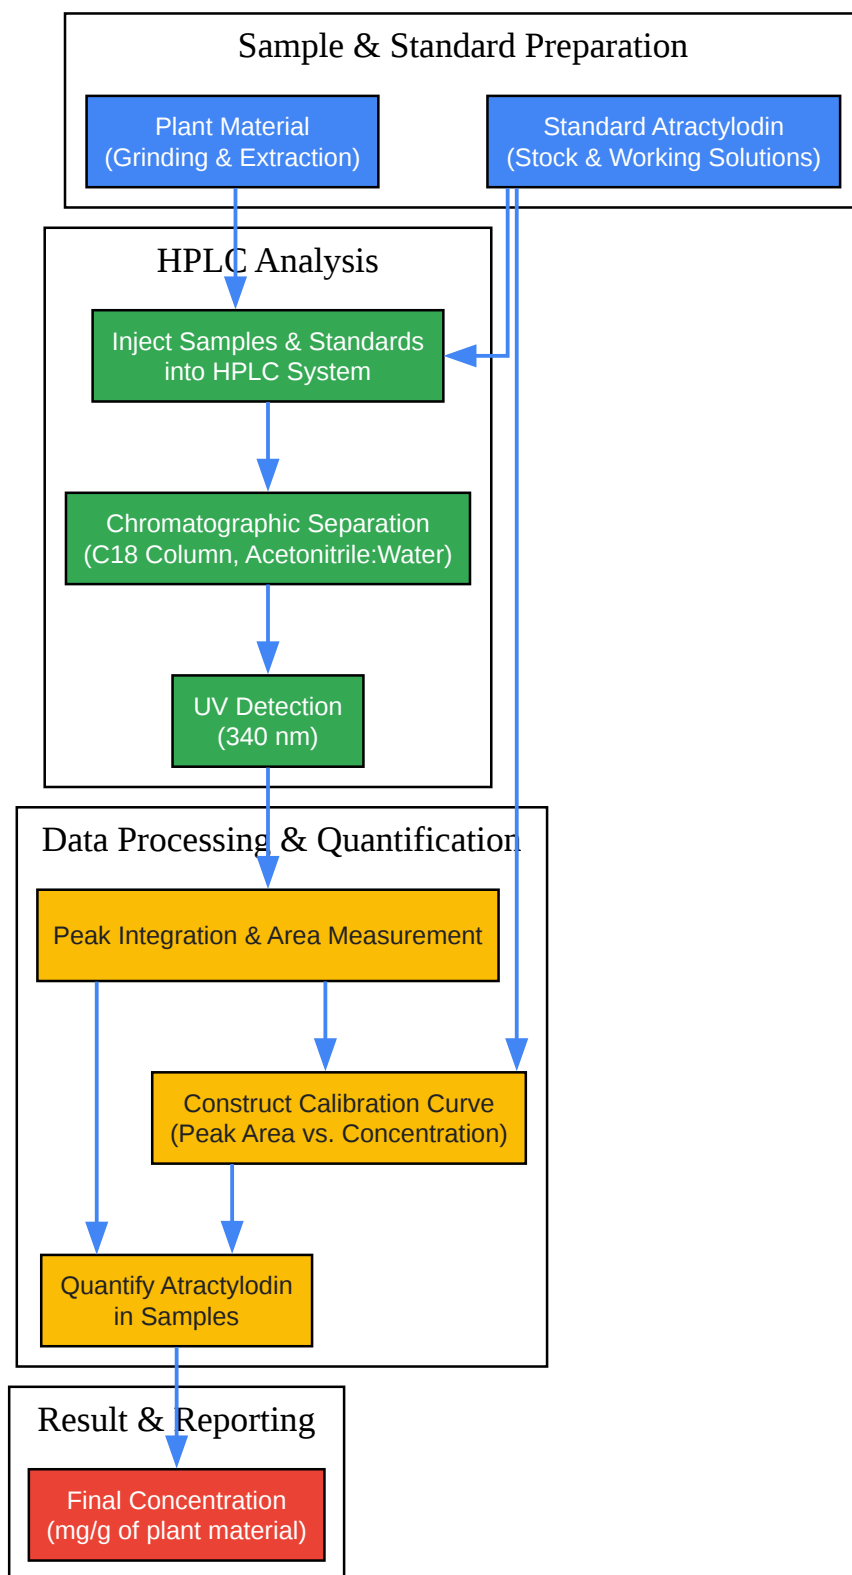 Sample & Standard Preparation
Plant Material
(Grinding & Extraction)
Standard Atractylodin
(Stock & Working Solutions)
HPLC Analysis
Inject Samples & Standards
into HPLC System
Chromatographic Separation
(C18 Column, Acetonitrile:Water)
UV Detection
(340 nm)
Data Processing & Quantification
Peak Integration & Area Measurement
Construct Calibration Curve
(Peak Area vs. Concentration)
Quantify Atractylodin
in Samples
Result & Reporting
Final Concentration
(mg/g of plant material)